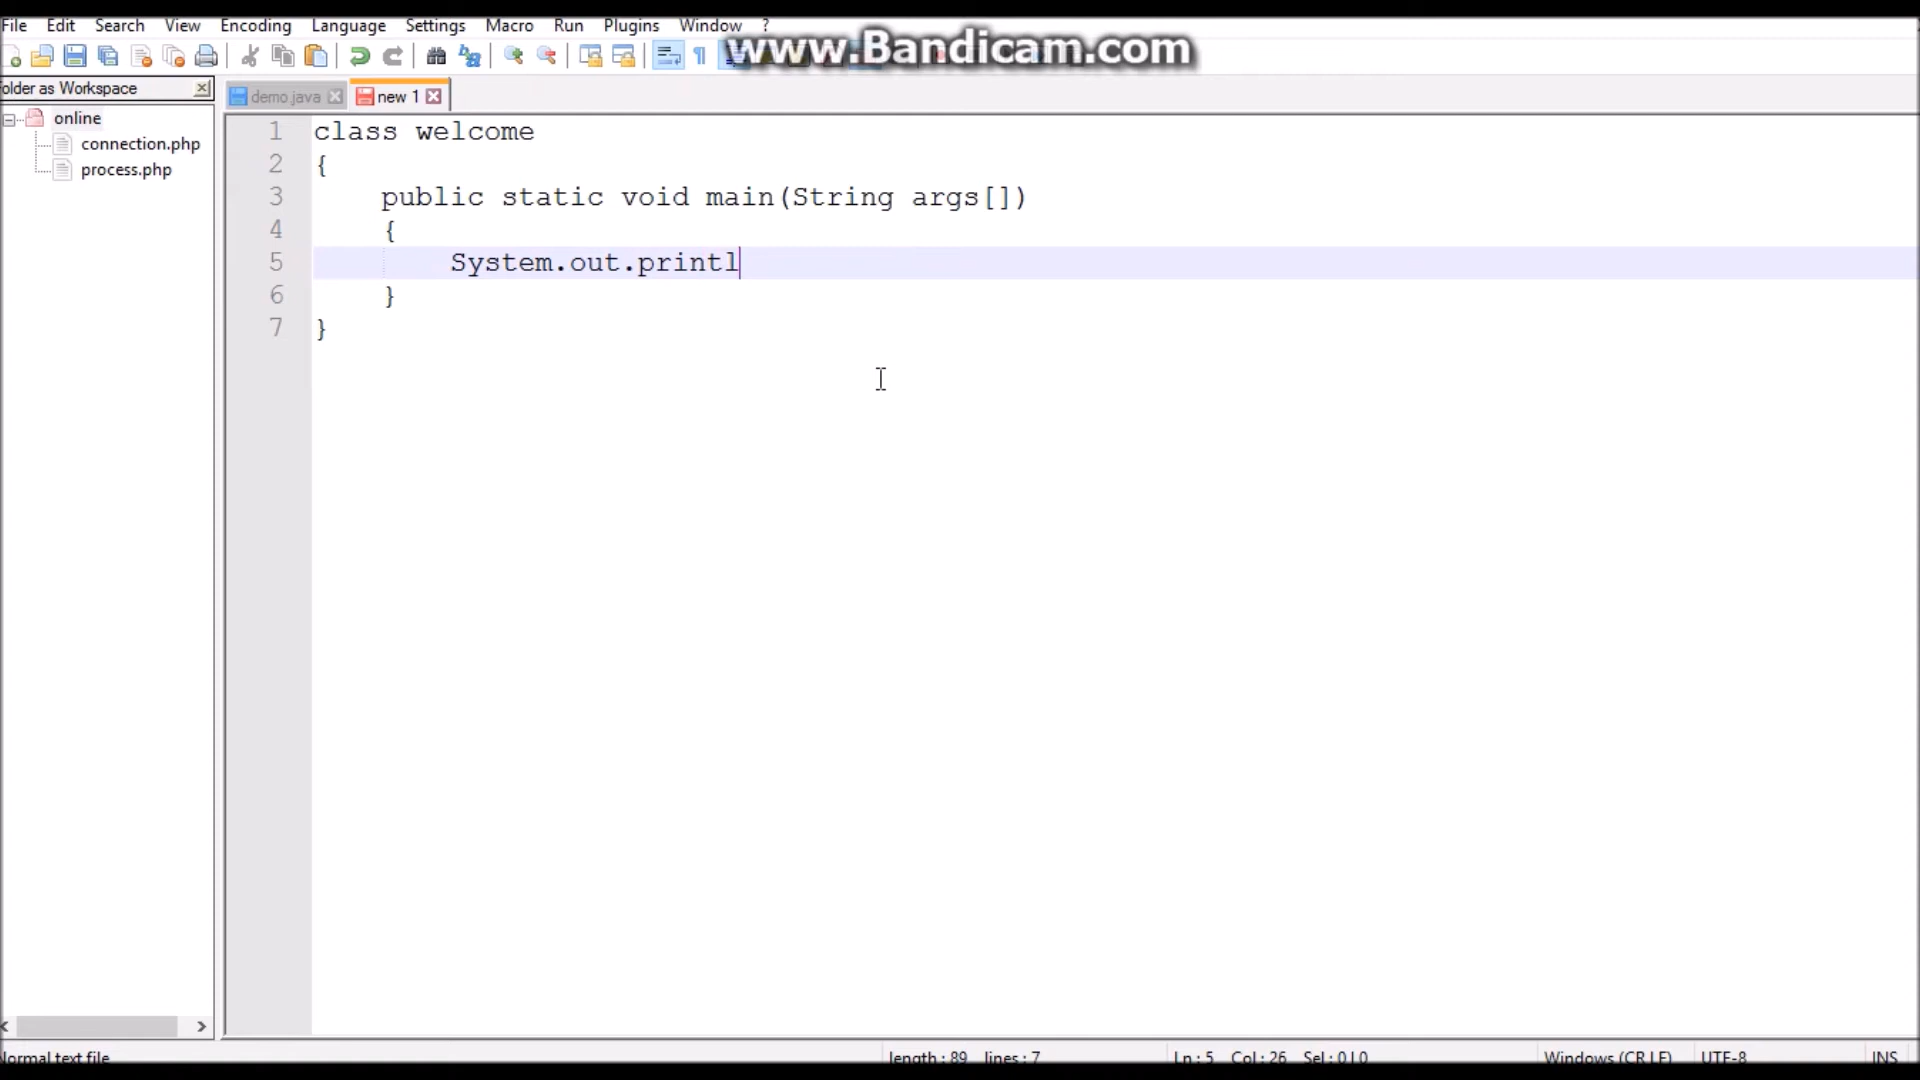 File Edit Search View Encoding Language Settings Macro Run Plugins Window ?
www.Bandicam.com
older as Workspace
demo.java new 1
online
connection.php
process.php
1 class welcome
2 {
3 public static void main(String args[])
4 {
5 System.out.printl
6 }
7 }
Normal text file length : 89 lines : 7 Ln : 5 Col : 26 Sel : 0 | 0 Windows (CR LF) UTF-8 INS